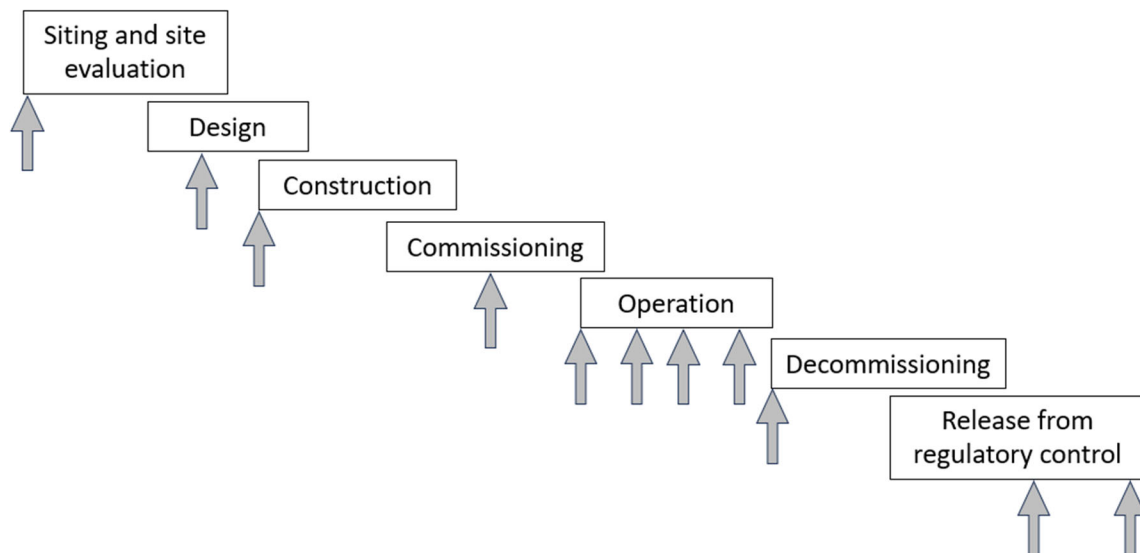 Siting and site
evaluation
Design
Construction
Commissioning
Operation
Decommissioning
Release from
regulatory control